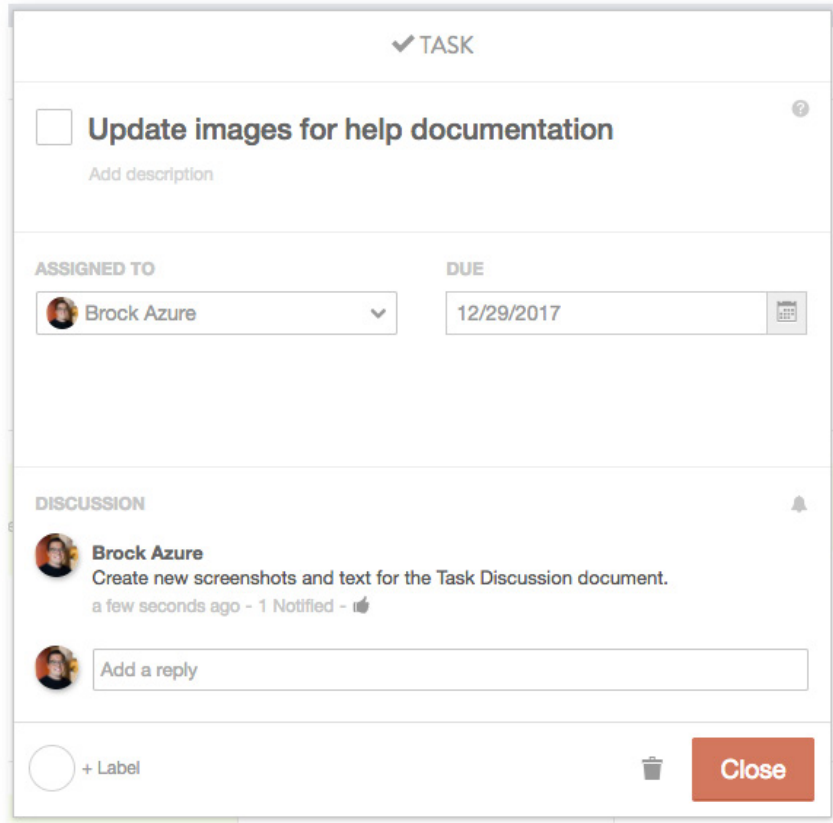 TASK
Update images for help documentation
Add description
ASSIGNED TO
DUE
Brock Azure
12/29/2017
DISCUSSION
Brock Azure
Create new screenshots and text for the Task Discussion document.
a few seconds ago - 1 Notified -
Add a reply
+ Label
Close